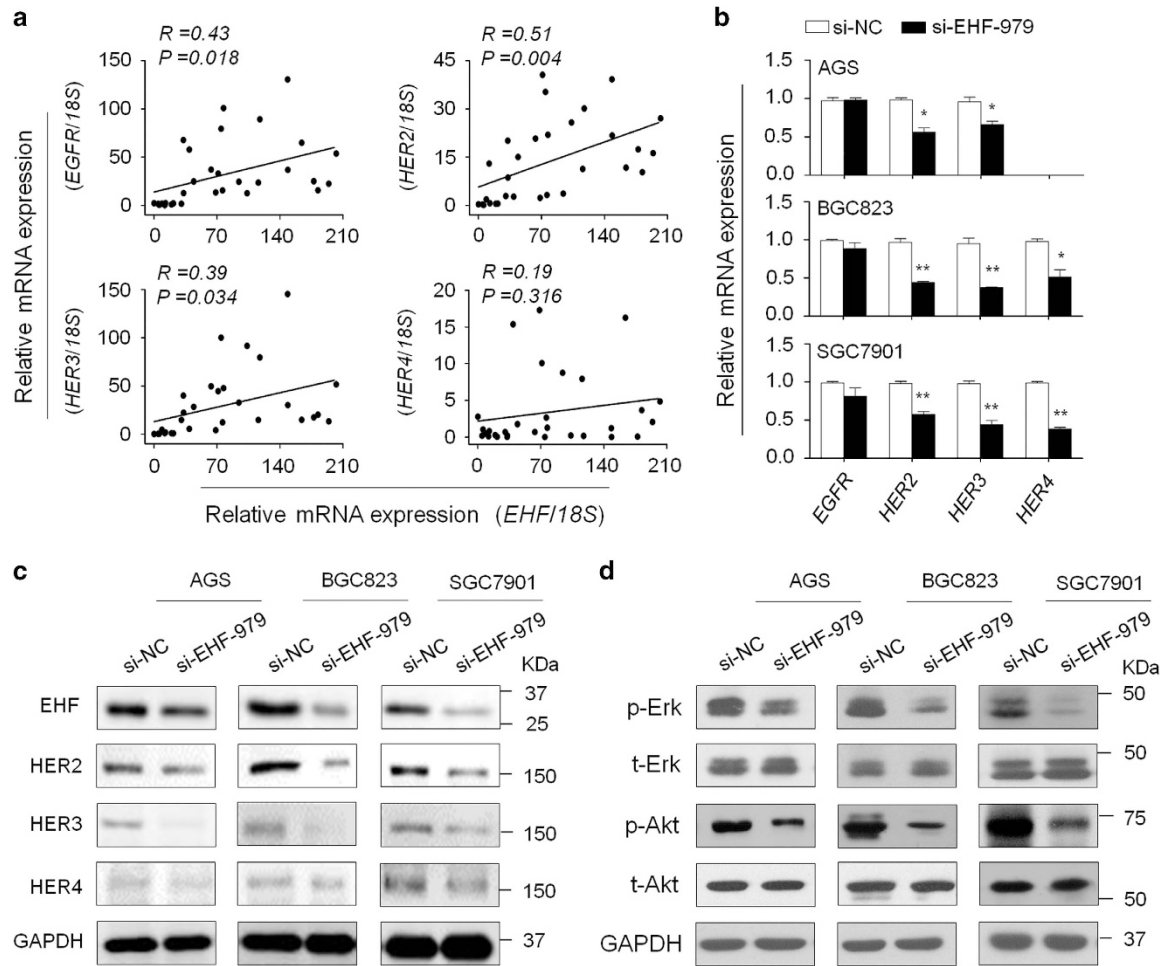 a
R =0.43
P =0.018
150
100
50
0
0 70 140 210
(EGFR/18S)
R =0.51
P =0.004
45
30
15
0
0 70 140 210
(HER2/18S)
R =0.39
P =0.034
150
100
50
0
0 70 140 210
(HER3/18S)
R =0.19
P =0.316
20
15
10
5
0
0 70 140 210
(HER4/18S)
Relative mRNA expression
Relative mRNA expression (EHF/18S)
b
si-NC si-EHF-979
AGS
1.5
1.0
0.5
0.0
* *
BGC823
1.5
1.0
0.5
0.0
** ** *
SGC7901
1.5
1.0
0.5
0.0
** ** **
Relative mRNA expression
EGFR HER2 HER3 HER4
c
AGS BGC823 SGC7901
si-NC si-EHF-979 si-NC si-EHF-979 si-NC si-EHF-979
KDa
EHF 37
25
HER2 150
HER3 150
HER4 150
GAPDH 37
d
AGS BGC823 SGC7901
si-NC si-EHF-979 si-NC si-EHF-979 si-NC si-EHF-979
KDa
p-Erk 50
t-Erk 50
p-Akt 75
t-Akt 50
GAPDH 37